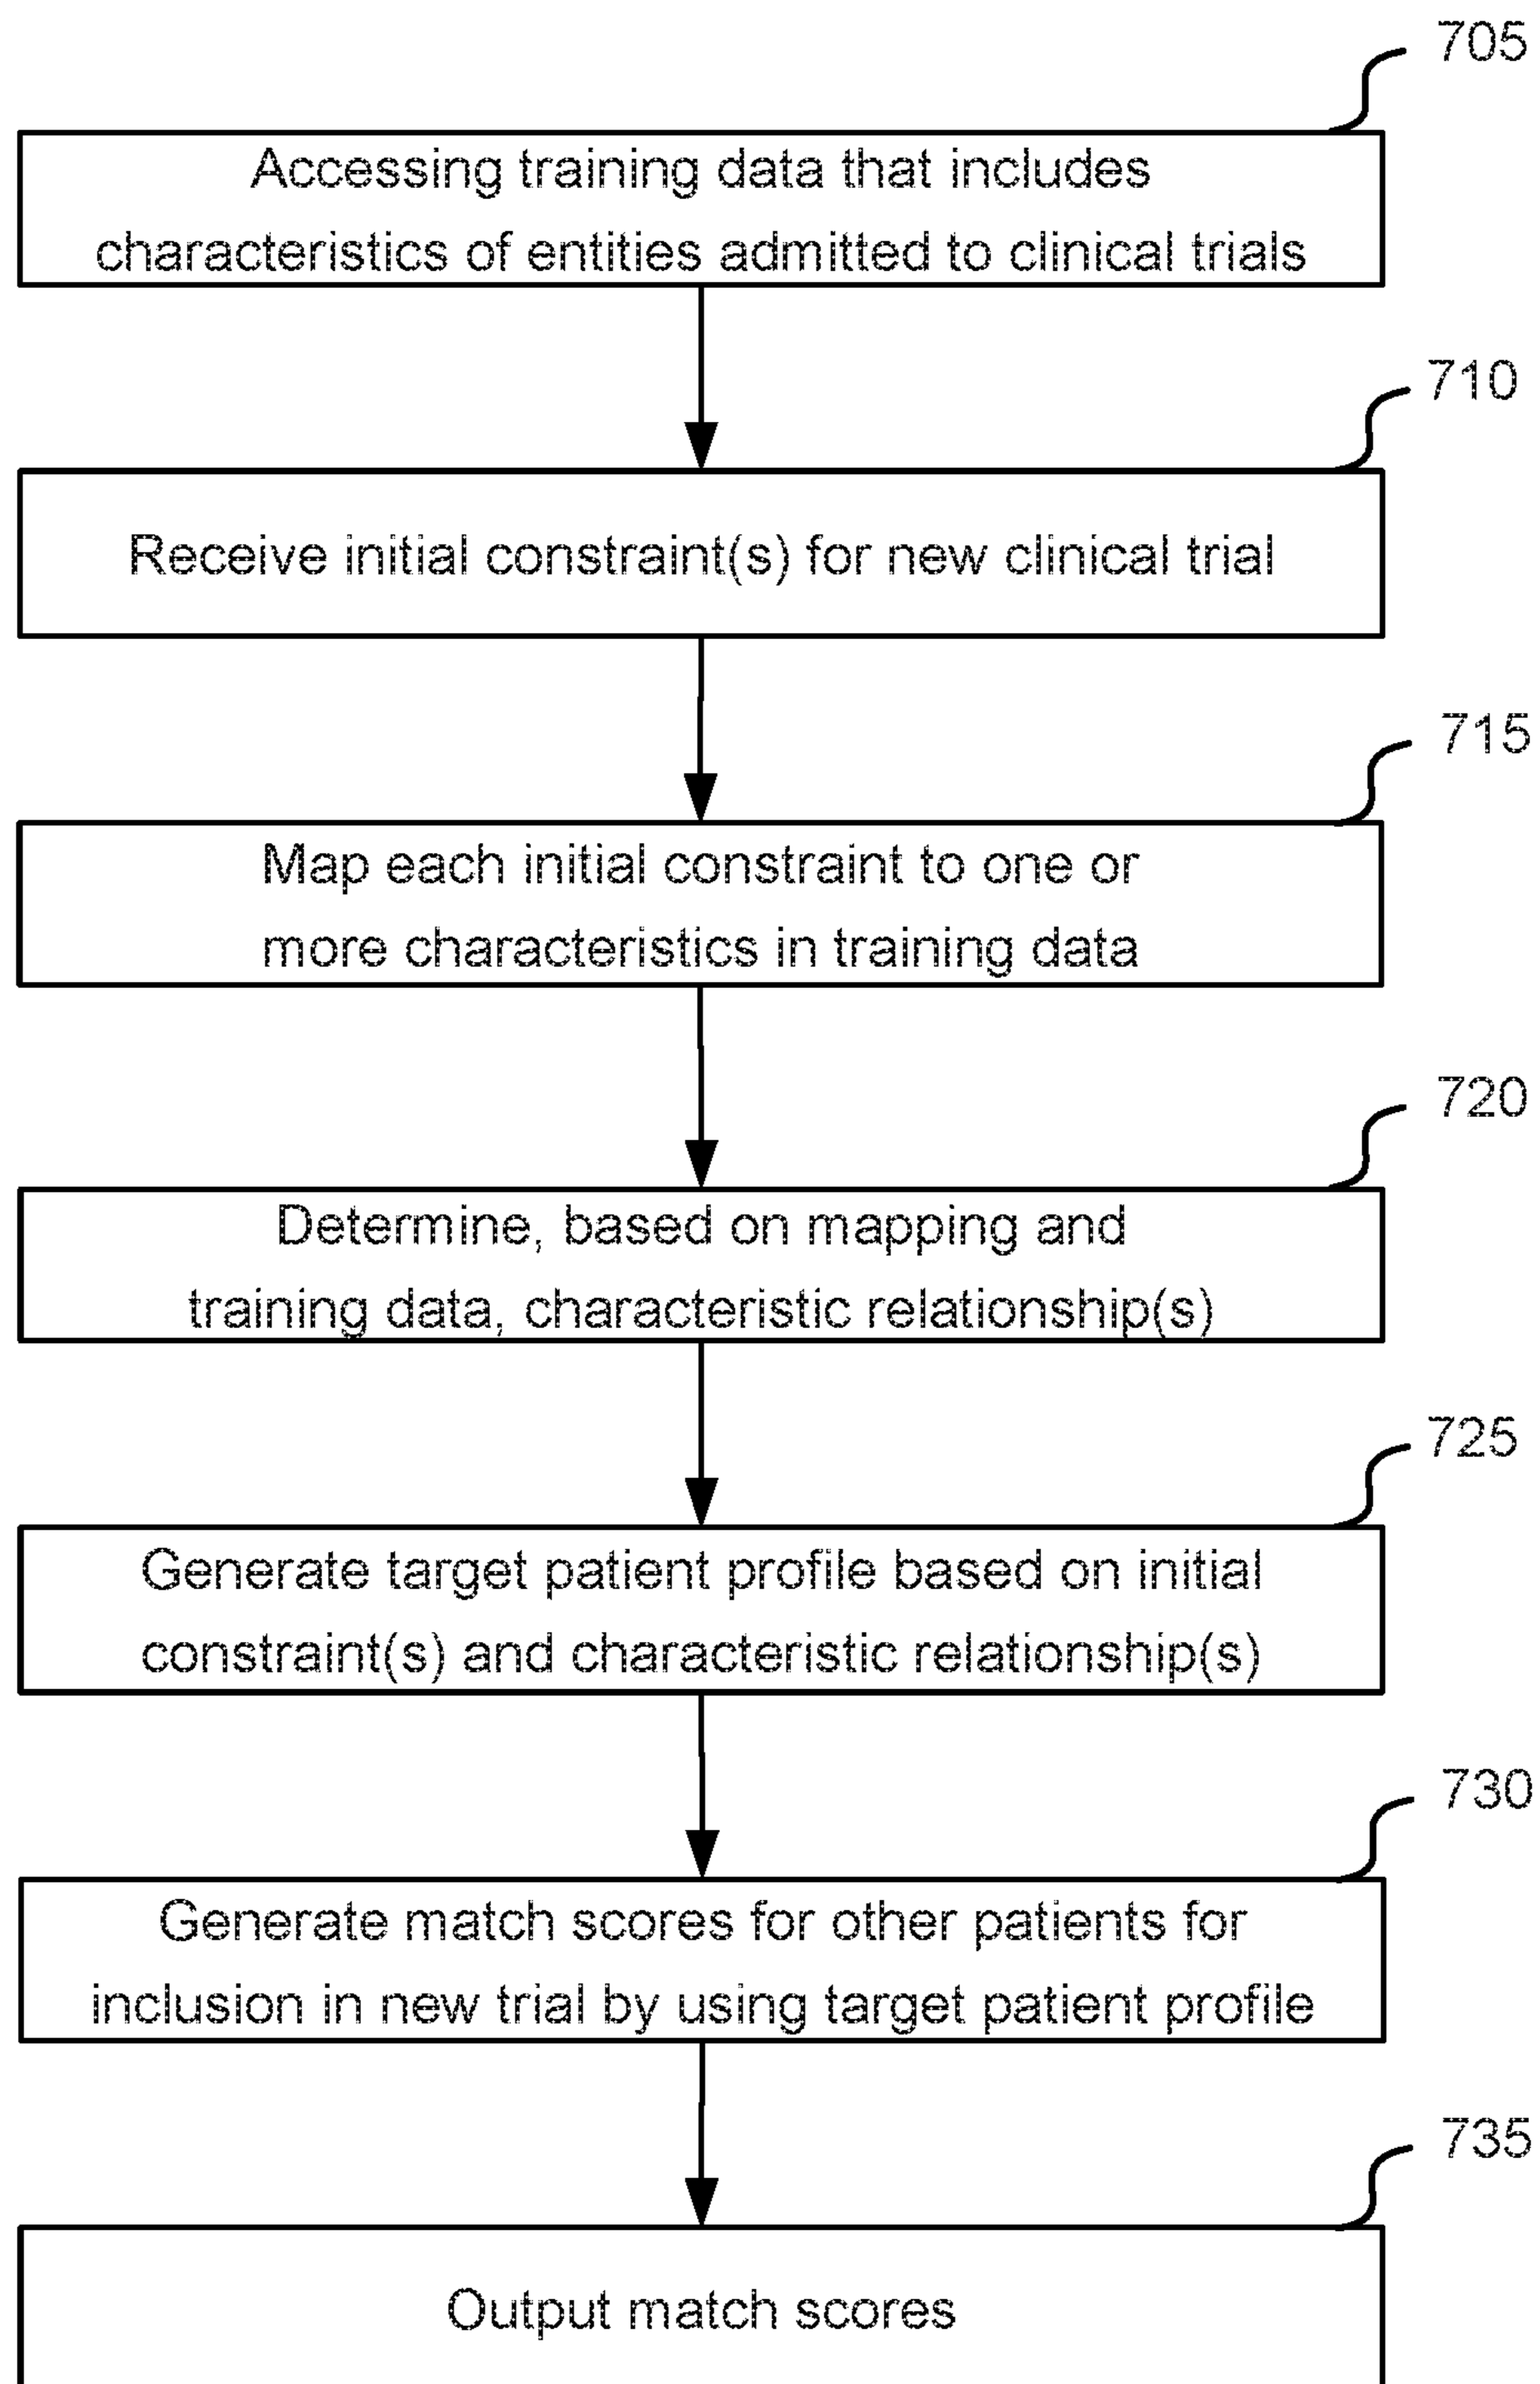 705
Accessing training data that includes
characteristics of entities admitted to clinical trials
710
Receive initial constraint(s) for new clinical trial
715
Map each initial constraint to one or
more characteristics in training data
720
Determine, based on mapping and
training data, characteristic relationship(s)
725
Generate target patient profile based on initial
constraint(s) and characteristic relationship(s)
730
Generate match scores for other patients for
inclusion in new trial by using target patient profile
735
Output match scores